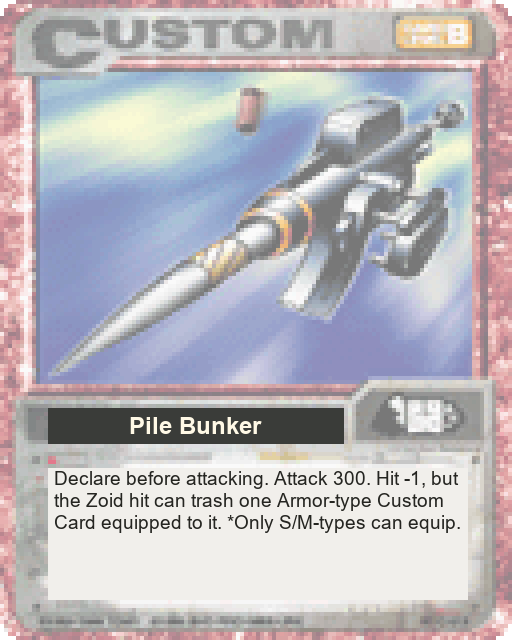 CUSTOM
B
Pile Bunker
Declare before attacking. Attack 300. Hit -1, but
the Zoid hit can trash one Armor-type Custom
Card equipped to it. *Only S/M-types can equip.